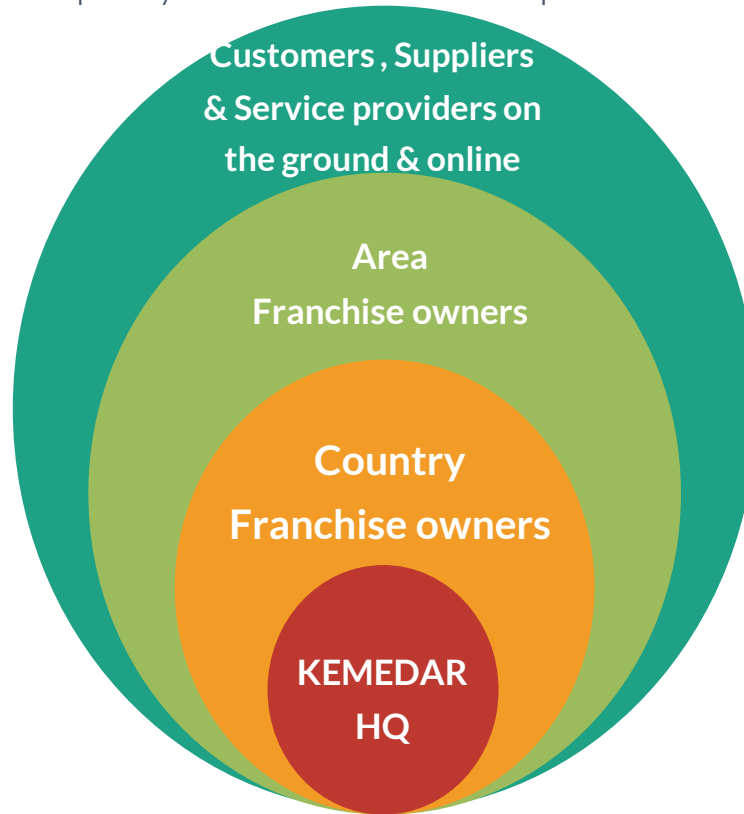 Customers , Suppliers
& Service providers on
the ground & online
Area
Franchise owners
Country
Franchise owners
KEMEDAR
HQ